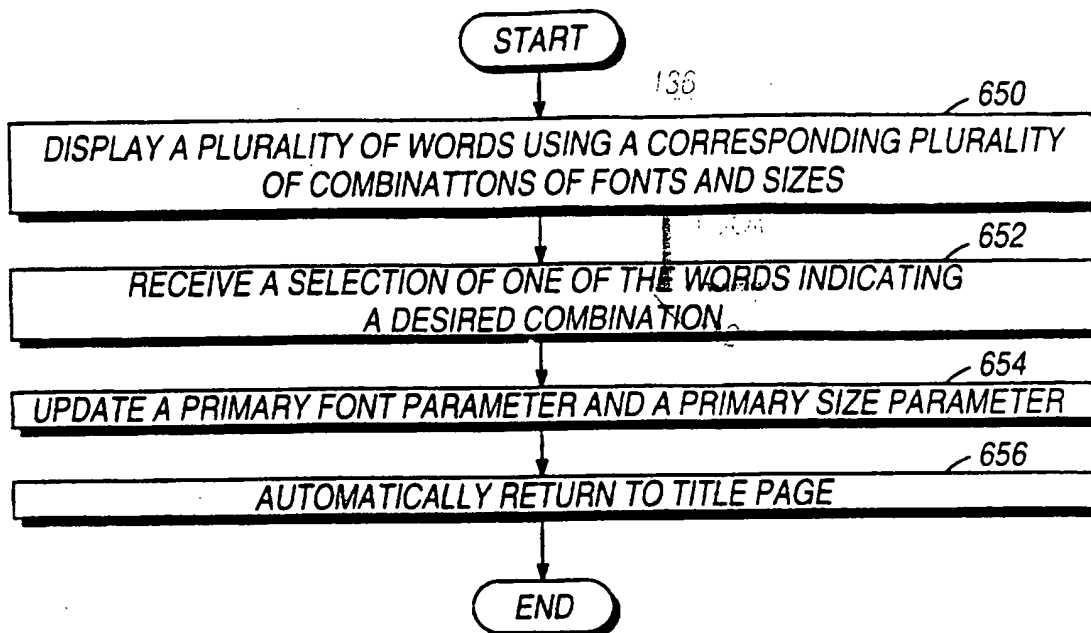 START
136
650
DISPLAY A PLURALITY OF WORDS USING A CORRESPONDING PLURALITY
OF COMBINATTONS OF FONTS AND SIZES
652
RECEIVE A SELECTION OF ONE OF THE WORDS INDICATING
A DESIRED COMBINATION
654
UPDATE A PRIMARY FONT PARAMETER AND A PRIMARY SIZE PARAMETER
656
AUTOMATICALLY RETURN TO TITLE PAGE
END